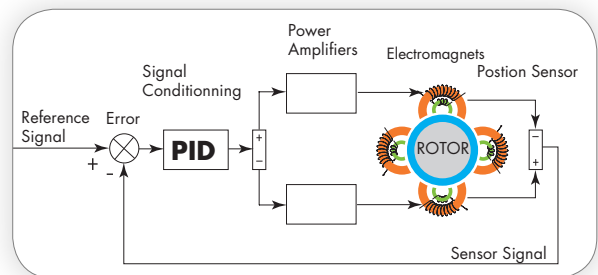 Power
Amplifiers
Electromagnets
Signal
Conditionning
Postion Sensor
Reference
Signal
Error
+
-
PID
+
−
ROTOR
−
+
Sensor Signal